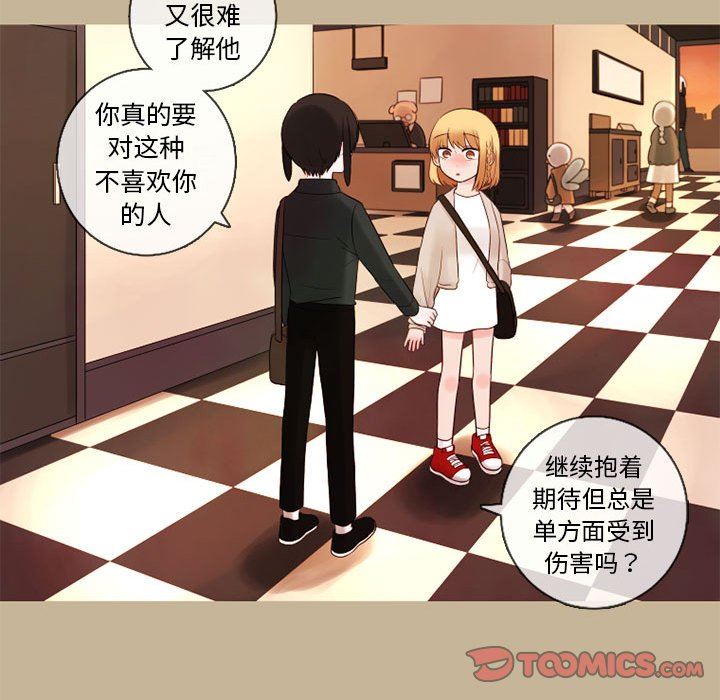 又很难
了解他
你真的要
对这种
不喜欢你
的人
继续抱着
期待但总是
单方面受到
伤害吗？
TOOMICS.COM